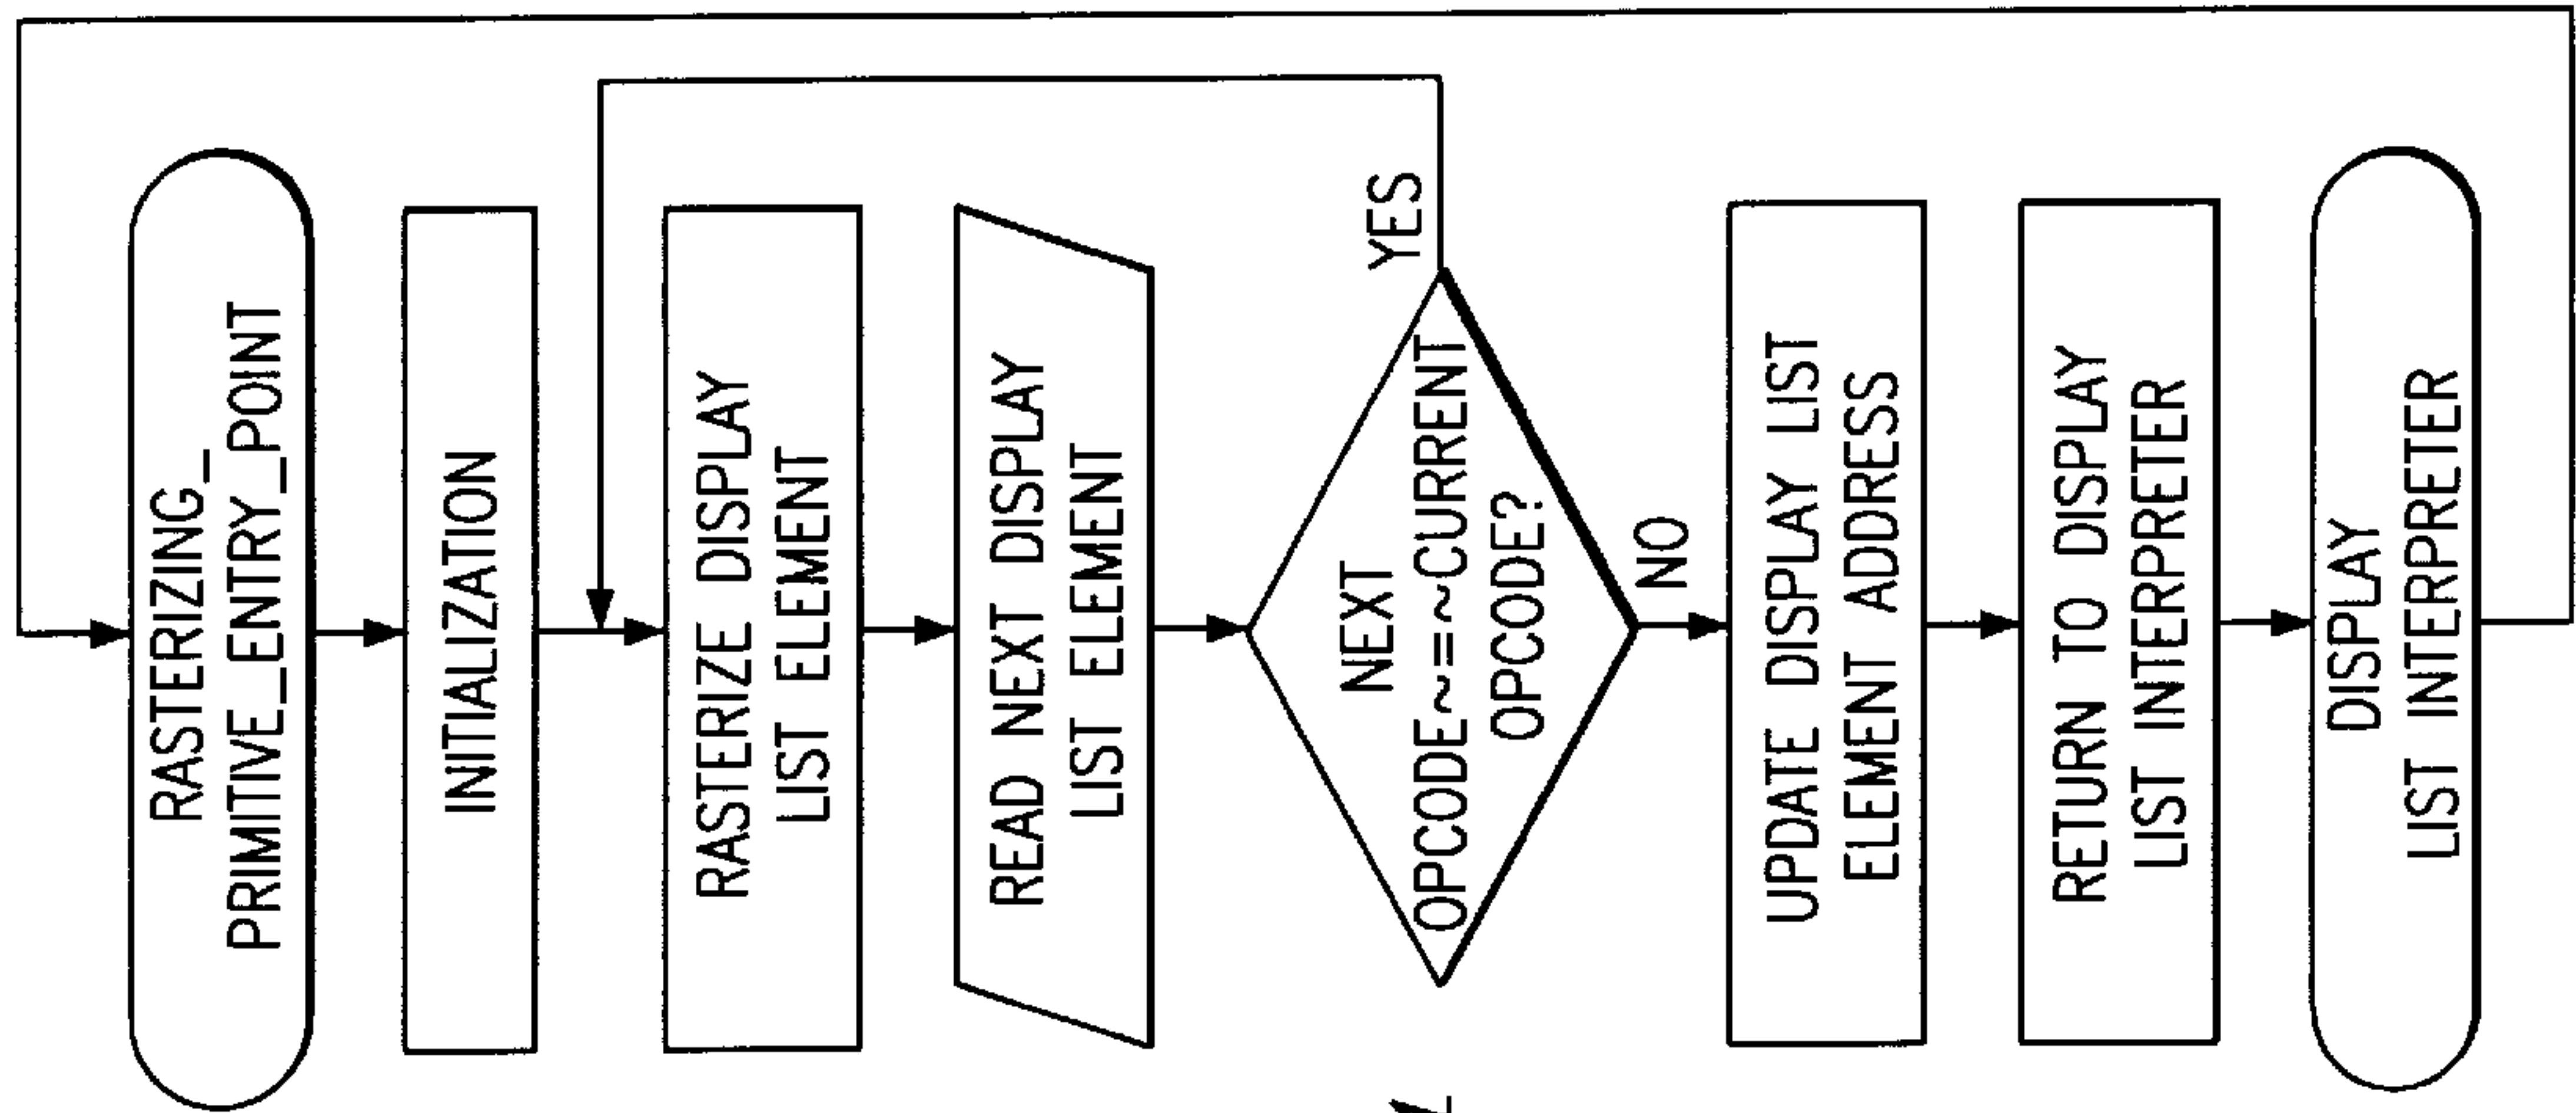 RASTERIZING_
PRIMITIVE_ENTRY_POINT
INITIALIZATION
RASTERIZE DISPLAY
LIST ELEMENT
READ NEXT DISPLAY
LIST ELEMENT
NEXT
OPCODE~=~CURRENT
OPCODE?
YES
NO
UPDATE DISPLAY LIST
ELEMENT ADDRESS
RETURN TO DISPLAY
LIST INTERPRETER
DISPLAY
LIST INTERPRETER